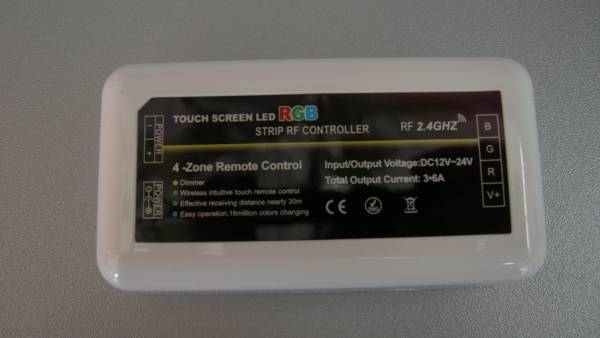 TOUCH SCREEN LED RGB
STRIP RF CONTROLLER
RF 2.4GHZ
4 -Zone Remote Control
Dimmer
Wireless intuitive touch remote control
Effective receiving distance nearly 30m
Easy operation, 16million colors changing
Input/Output Voltage:DC12V~24V
Total Output Current: 3*6A
CE
POWER
- +
POWER
B
G
R
V+